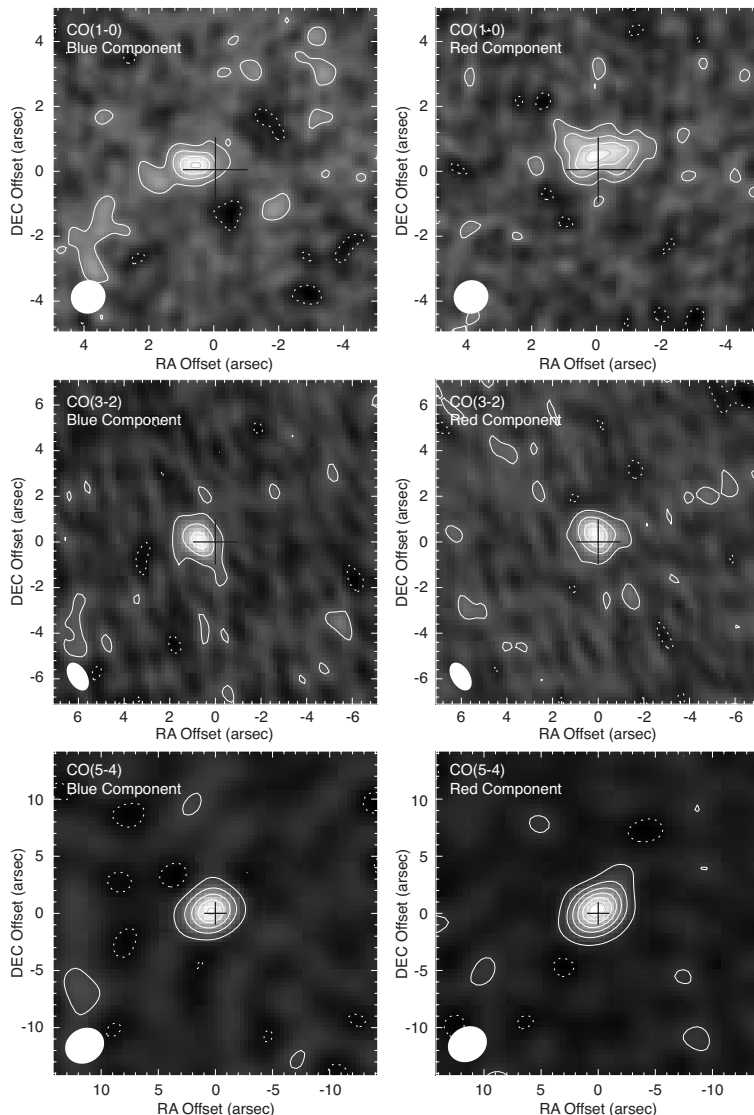 CO(1-0)
Blue Component
DEC Offset (arsec)
4
2
0
-2
-4
4 2 0 -2 -4
RA Offset (arsec)
CO(1-0)
Red Component
DEC Offset (arsec)
4
2
0
-2
-4
4 2 0 -2 -4
RA Offset (arsec)
CO(3-2)
Blue Component
DEC Offset (arsec)
6
4
2
0
-2
-4
-6
6 4 2 0 -2 -4 -6
RA Offset (arsec)
CO(3-2)
Red Component
DEC Offset (arsec)
6
4
2
0
-2
-4
-6
6 4 2 0 -2 -4 -6
RA Offset (arsec)
CO(5-4)
Blue Component
DEC Offset (arsec)
10
5
0
-5
-10
10 5 0 -5 -10
RA Offset (arsec)
CO(5-4)
Red Component
DEC Offset (arsec)
10
5
0
-5
-10
10 5 0 -5 -10
RA Offset (arsec)